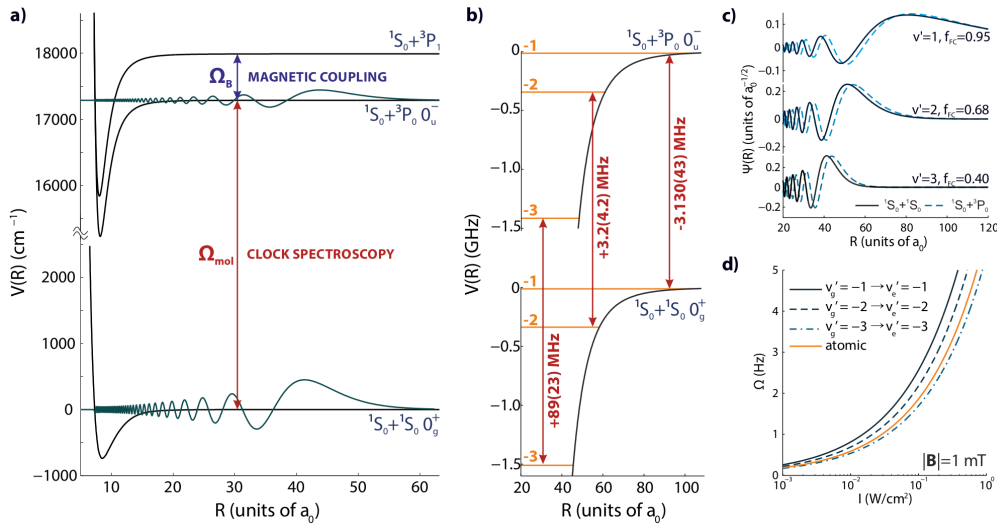 a)
18000
17000
16000
2000
1000
0
−1000
V(R) (cm⁻¹)
10
20
30
40
50
60
R (units of a₀)
¹S₀+³P₁
Ω_B MAGNETIC COUPLING
¹S₀+³P₀ 0ᵤ⁻
Ω_mol CLOCK SPECTROSCOPY
¹S₀+¹S₀ 0_g⁺
b)
¹S₀+³P₀ 0ᵤ⁻
0
−0.5
−1.0
−1.5
0
−0.5
−1.0
−1.5
V(R) (GHz)
-1
-2
-3
-1
-2
-3
+89(23) MHz
+3.2(4.2) MHz
-3.130(43) MHz
¹S₀+¹S₀ 0_g⁺
20
40
60
80
100
R (units of a₀)
c)
0.1
0
0.1
0.2
0
0.2
0.2
0
0.2
Ψ(R) (units of a₀⁻¹ᐟ²)
v'=1, f_FC=0.95
v'=2, f_FC=0.68
v'=3, f_FC=0.40
¹S₀+¹S₀
¹S₀+³P₀
20
40
60
80
100
120
R (units of a₀)
d)
5
4
3
2
1
0
Ω (Hz)
v_g'=−1→v_e'=−1
v_g'=−2→v_e'=−2
v_g'=−3→v_e'=−3
atomic
|B|=1 mT
10⁻³
10⁻²
10⁻¹
10⁰
I (W/cm²)